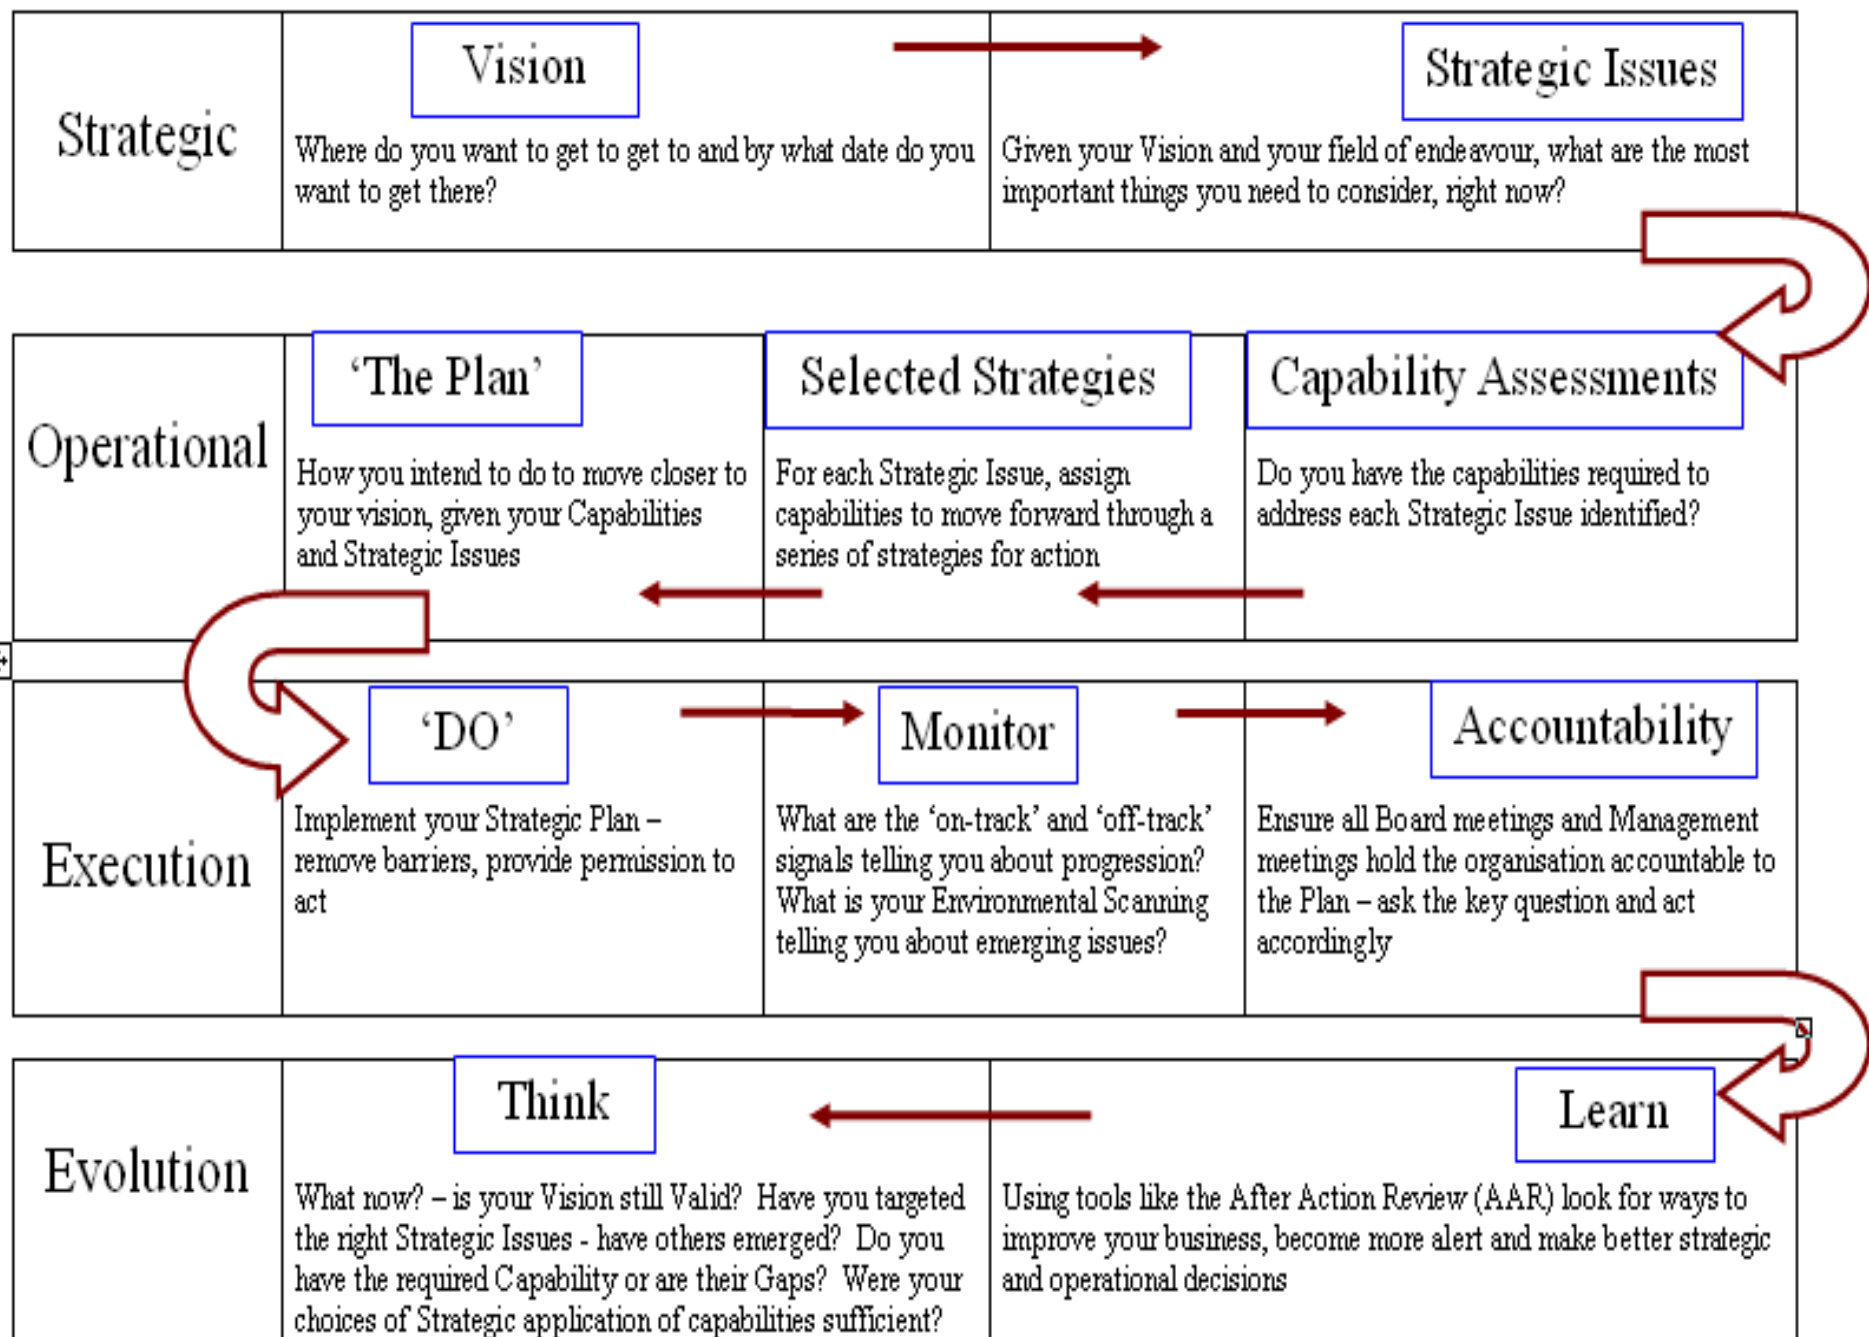 Strategic
Vision
Where do you want to get to get to and by what date do you
want to get there?
Strategic Issues
Given your Vision and your field of endeavour, what are the most
important things you need to consider, right now?
Operational
‘The Plan’
How you intend to do to move closer to
your vision, given your Capabilities
and Strategic Issues
Selected Strategies
For each Strategic Issue, assign
capabilities to move forward through a
series of strategies for action
Capability Assessments
Do you have the capabilities required to
address each Strategic Issue identified?
Execution
‘DO’
Implement your Strategic Plan –
remove barriers, provide permission to
act
Monitor
What are the ‘on-track’ and ‘off-track’
signals telling you about progression?
What is your Environmental Scanning
telling you about emerging issues?
Accountability
Ensure all Board meetings and Management
meetings hold the organisation accountable to
the Plan – ask the key question and act
accordingly
Evolution
Think
What now? – is your Vision still Valid?  Have you targeted
the right Strategic Issues - have others emerged?  Do you
have the required Capability or are their Gaps?  Were your
choices of Strategic application of capabilities sufficient?
Learn
Using tools like the After Action Review (AAR) look for ways to
improve your business, become more alert and make better strategic
and operational decisions